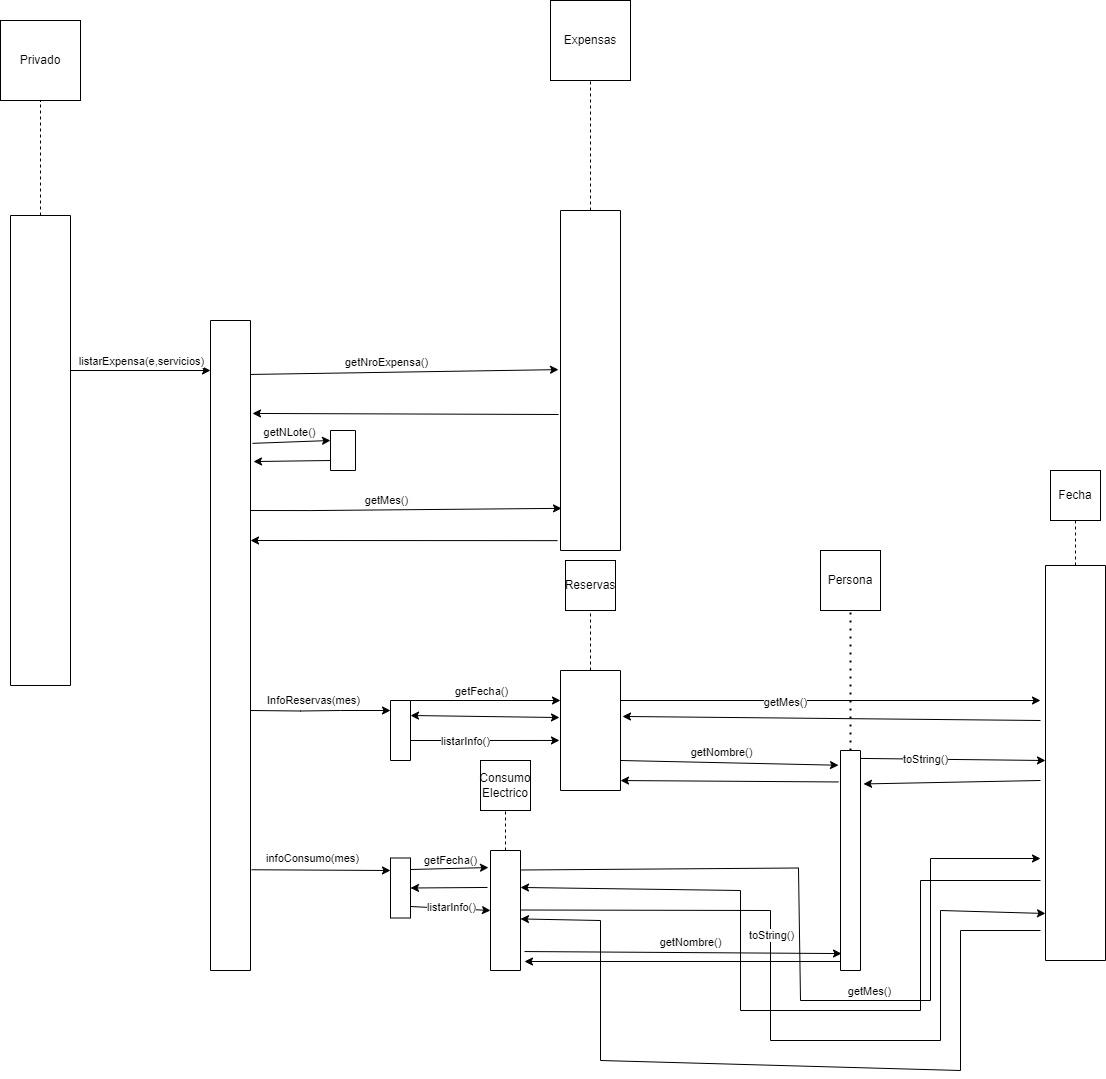 Expensas
Privado
listarExpensa(e,servicios)
getNroExpensa()
getNLote()
getMes()
Fecha
Reservas
Persona
InfoReservas(mes)
getFecha()
getMes()
listarInfo()
getNombre()
toString()
Consumo
Electrico
infoConsumo(mes)
getFecha()
listarInfo()
getNombre()
toString()
getMes()